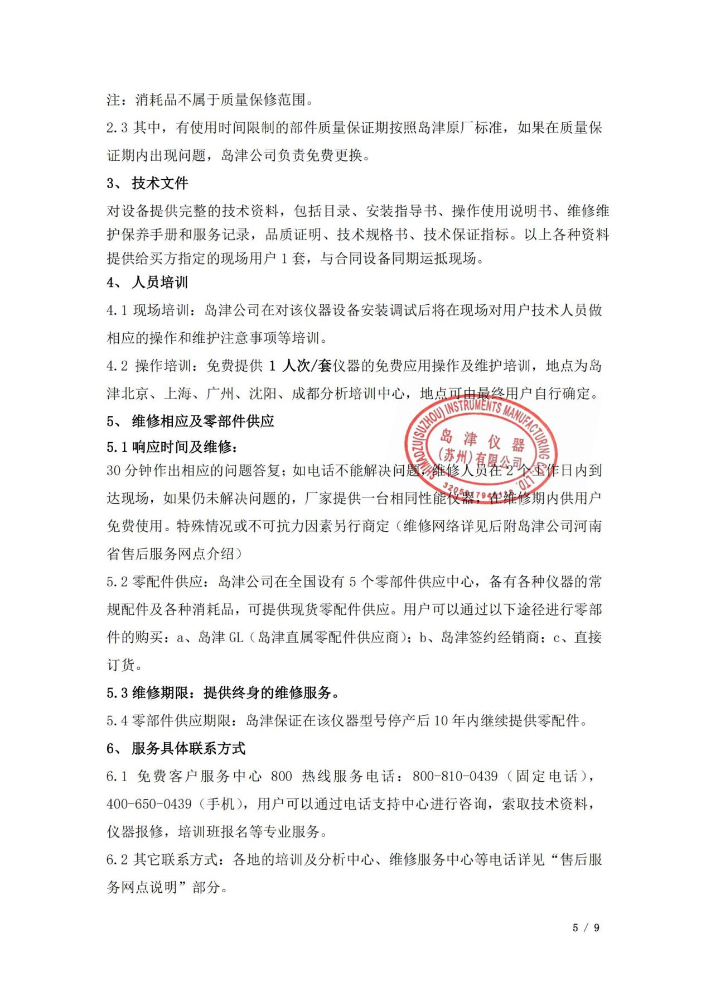 注：消耗品不属于质量保修范围。
2.3 其中，有使用时间限制的部件质量保证期按照岛津原厂标准，如果在质量保
证期内出现问题，岛津公司负责免费更换。
3、 技术文件
对设备提供完整的技术资料，包括目录、安装指导书、操作使用说明书、维修维
护保养手册和服务记录，品质证明、技术规格书、技术保证指标。以上各种资料
提供给买方指定的现场用户 1 套，与合同设备同期运抵现场。
4、 人员培训
4.1 现场培训：岛津公司在对该仪器设备安装调试后将在现场对用户技术人员做
相应的操作和维护注意事项等培训。
4.2 操作培训：免费提供 1 人次/套仪器的免费应用操作及维护培训，地点为岛
津北京、上海、广州、沈阳、成都分析培训中心，地点可由最终用户自行确定。
5、 维修相应及零部件供应
5.1 响应时间及维修：
30 分钟作出相应的问题答复；如电话不能解决问题，维修人员在 2 个工作日内到
达现场，如果仍未解决问题的，厂家提供一台相同性能仪器，在维修期内供用户
免费使用。特殊情况或不可抗力因素另行商定（维修网络详见后附岛津公司河南
省售后服务网点介绍）
5.2 零配件供应：岛津公司在全国设有 5 个零部件供应中心，备有各种仪器的常
规配件及各种消耗品，可提供现货零配件供应。用户可以通过以下途径进行零部
件的购买：a、岛津 GL（岛津直属零配件供应商）；b、岛津签约经销商；c、直接
订货。
5.3 维修期限：提供终身的维修服务。
5.4 零部件供应期限：岛津保证在该仪器型号停产后 10 年内继续提供零配件。
6、 服务具体联系方式
6.1 免费客户服务中心 800 热线服务电话：800-810-0439（固定电话），
400-650-0439（手机），用户可以通过电话支持中心进行咨询，索取技术资料，
仪器报修，培训班报名等专业服务。
6.2 其它联系方式：各地的培训及分析中心、维修服务中心等电话详见“售后服
务网点说明”部分。
SHIMADZU(SUZHOU) INSTRUMENTS MANUFACTURING CO., LTD.
岛津仪器
(苏州)有限公司
5 / 9